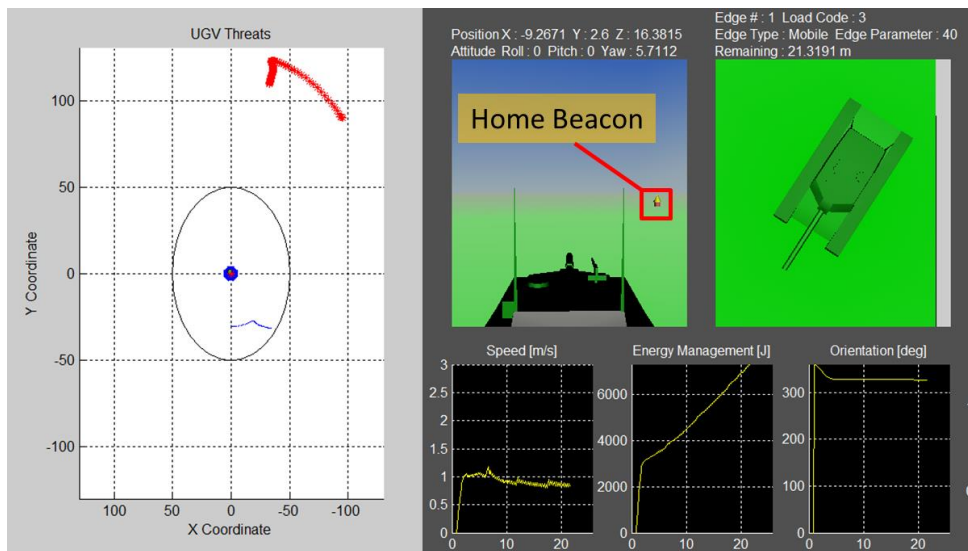 UGV Threats
100
50
0
-50
-100
Y Coordinate
100 50 0 -50 -100
X Coordinate
Position X : -9.2671 Y : 2.6 Z : 16.3815
Attitude Roll : 0 Pitch : 0 Yaw : 5.7112
Home Beacon
Edge # : 1 Load Code : 3
Edge Type : Mobile Edge Parameter : 40
Remaining : 21.3191 m
Speed [m/s]
3
2.5
2
1.5
1
0.5
0
0 10 20
Energy Management [J]
6000
4000
2000
0
0 10 20
Orientation [deg]
300
200
100
0
0 10 20